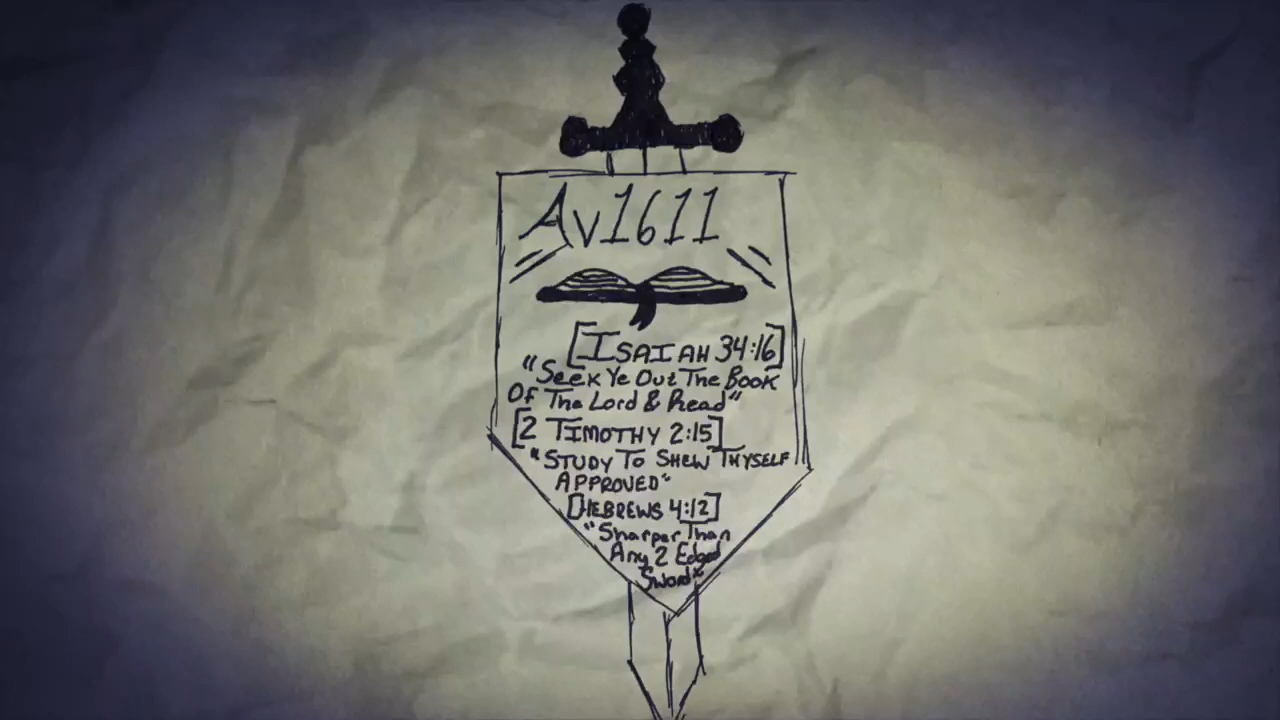 Av1611
[ISAIAH 34:16]
"Seek Ye Out The Book
Of The Lord & Read"
[2 TIMOTHY 2:15]
"STUDY TO SHEW THYSELF
APPROVED"
[HEBREWS 4:12]
"Sharper Than
Any 2 Edged
Sword"